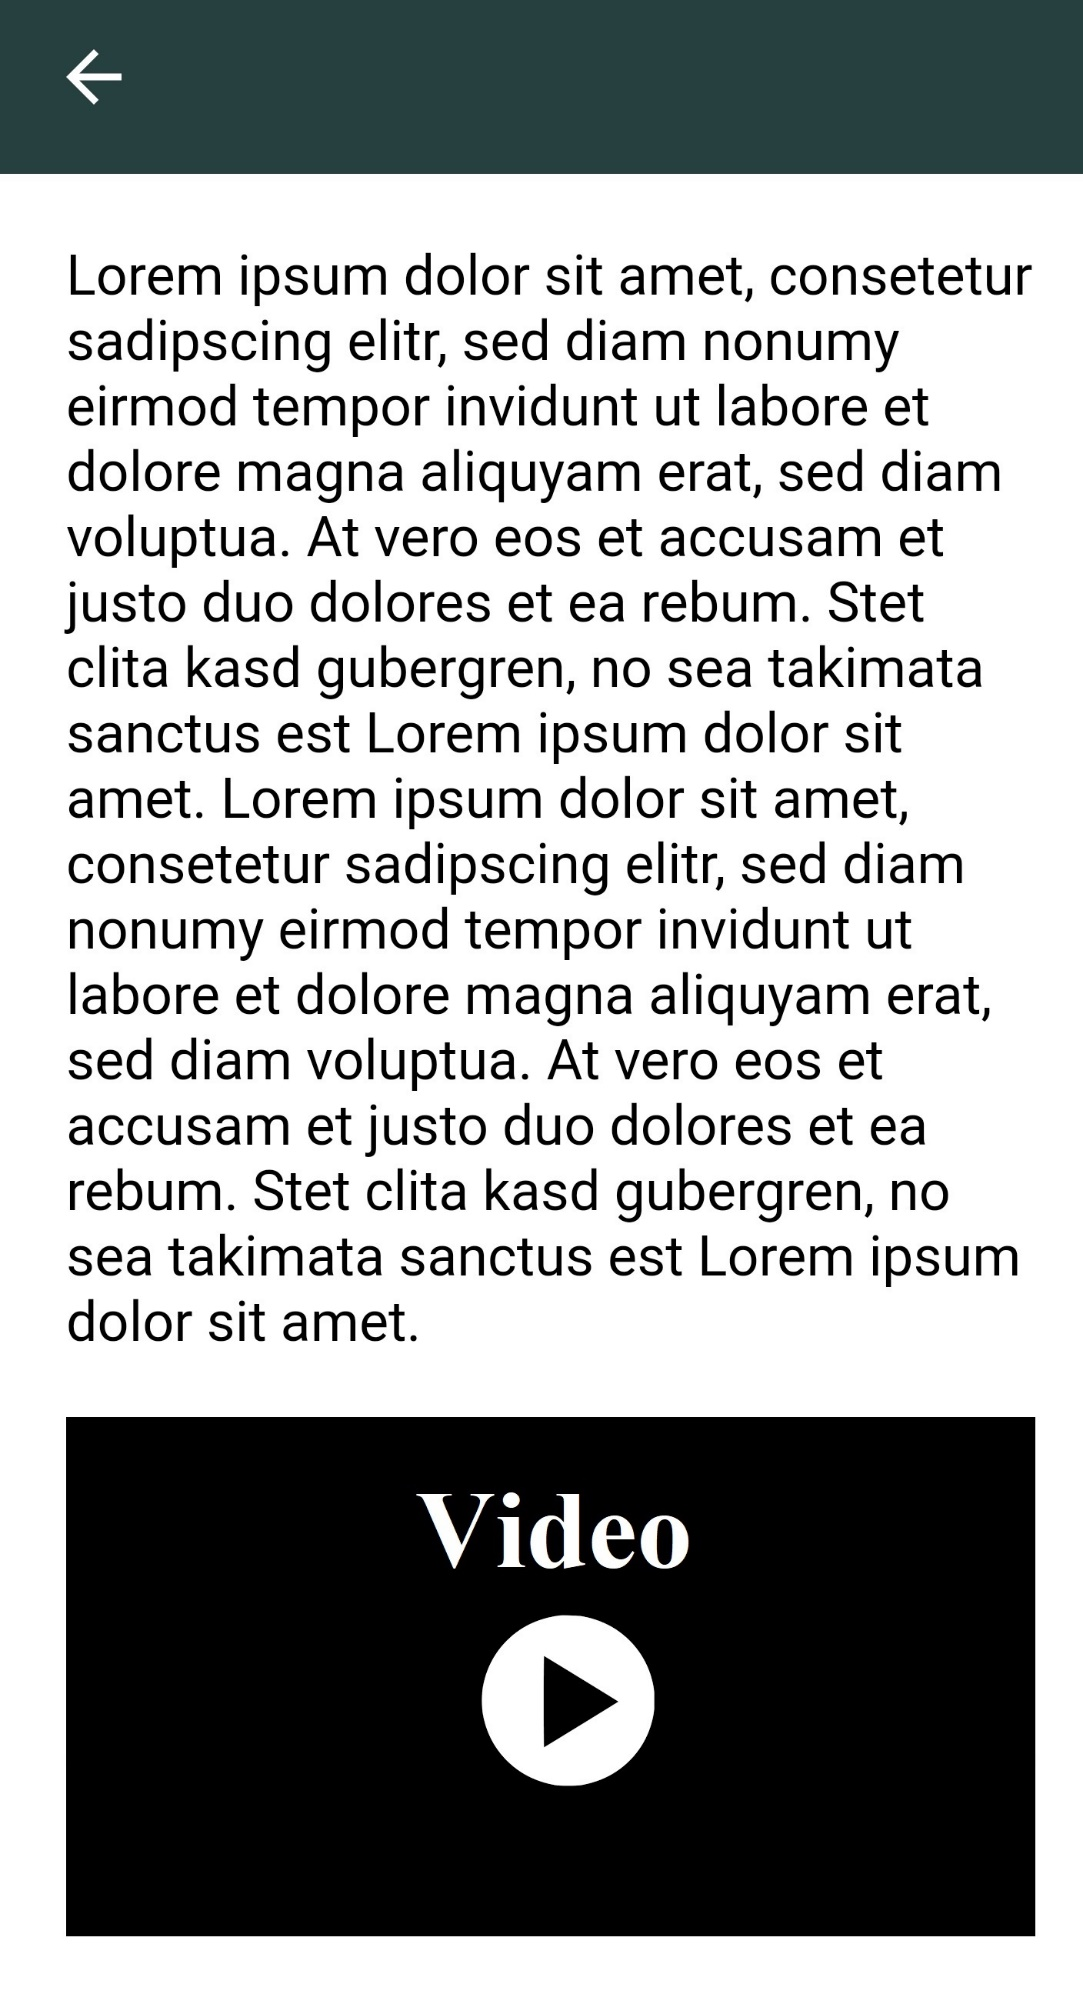 Lorem ipsum dolor sit amet, consetetur
sadipscing elitr, sed diam nonumy
eirmod tempor invidunt ut labore et
dolore magna aliquyam erat, sed diam
voluptua. At vero eos et accusam et
justo duo dolores et ea rebum. Stet
clita kasd gubergren, no sea takimata
sanctus est Lorem ipsum dolor sit
amet. Lorem ipsum dolor sit amet,
consetetur sadipscing elitr, sed diam
nonumy eirmod tempor invidunt ut
labore et dolore magna aliquyam erat,
sed diam voluptua. At vero eos et
accusam et justo duo dolores et ea
rebum. Stet clita kasd gubergren, no
sea takimata sanctus est Lorem ipsum
dolor sit amet.
Video